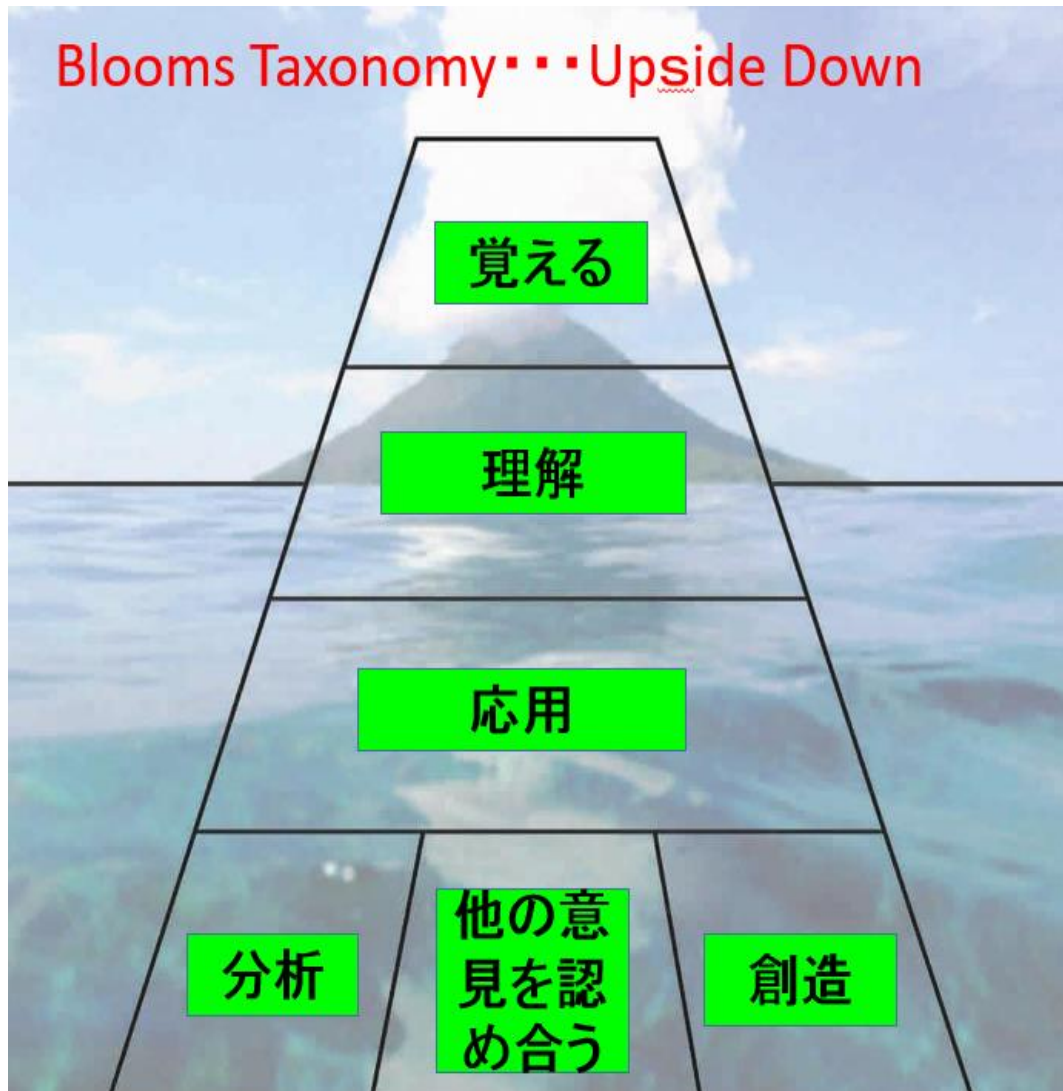 Blooms Taxonomy・・・Upside Down
覚える
理解
応用
分析
他の意
見を認
め合う
創造